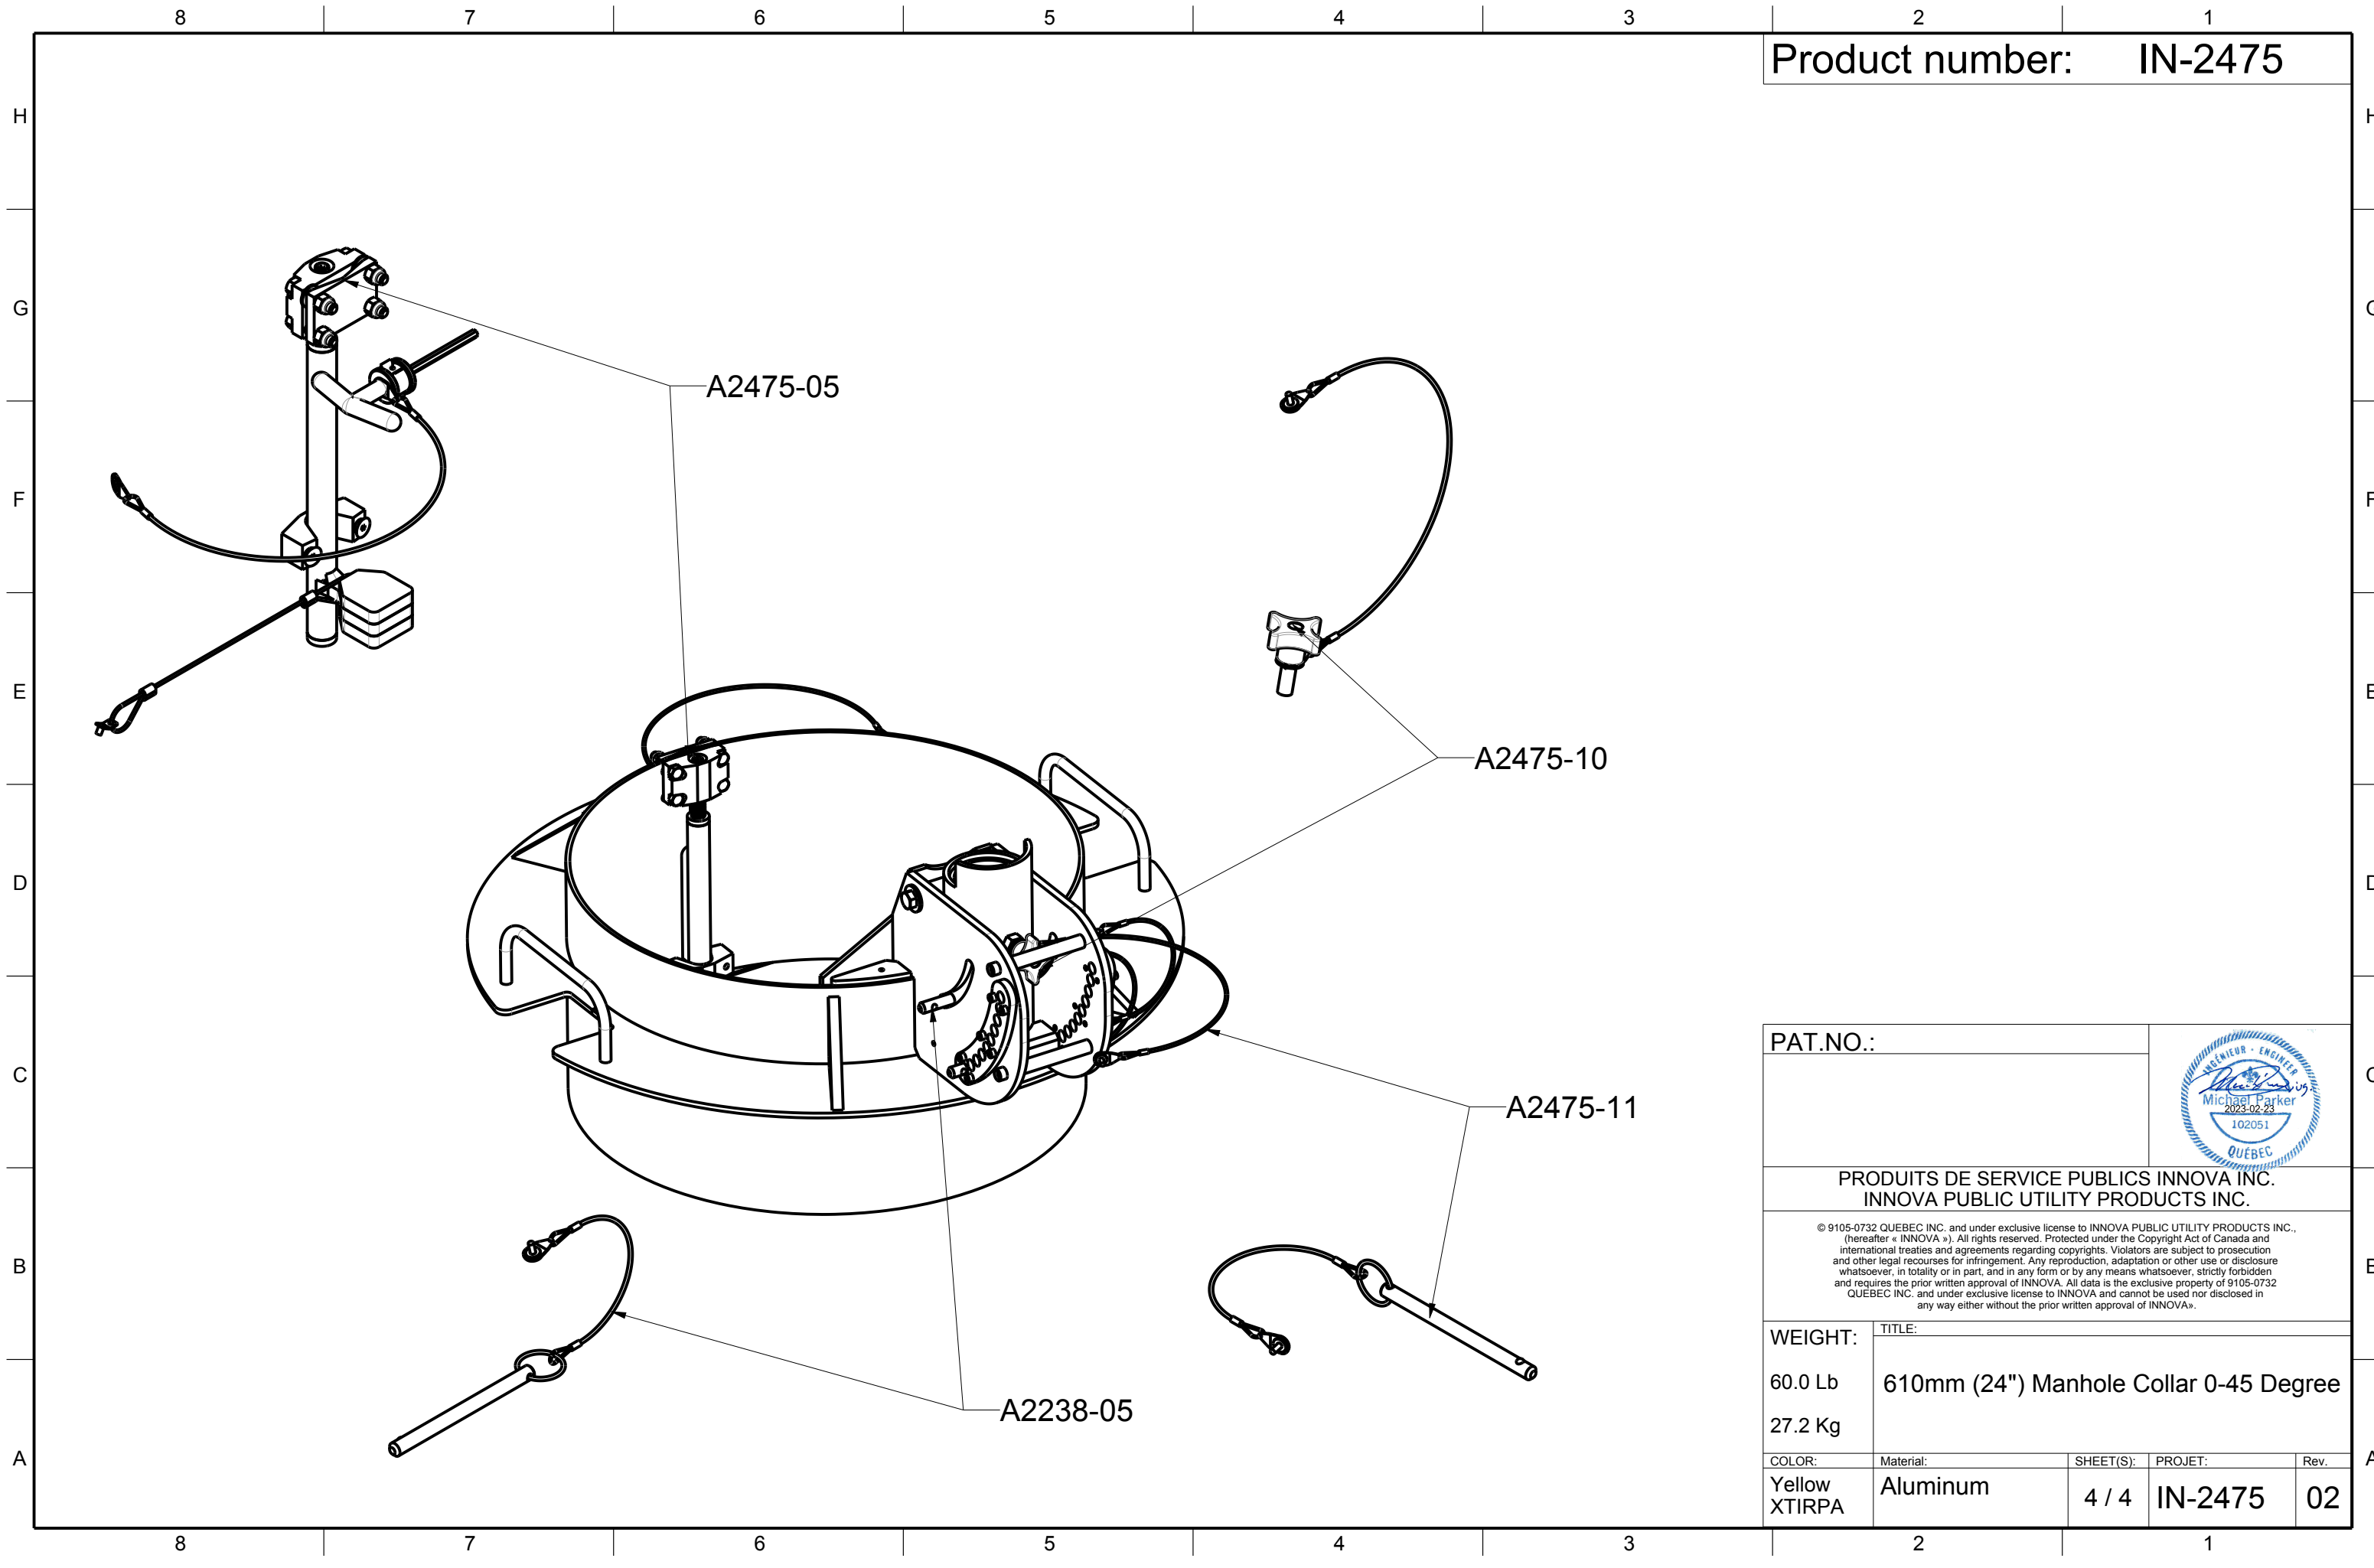 8 7 6 5 4 3 2 1
Product number: IN-2475
H H
G G
F F
E E
D D
C C
B B
A A
A2475-05
A2475-10
A2475-11
A2238-05
PAT.NO.:
INGÉNIEUR - ENGINEER
Michael Parker
2023-02-23
102051
QUÉBEC
PRODUITS DE SERVICE PUBLICS INNOVA INC.
INNOVA PUBLIC UTILITY PRODUCTS INC.
© 9105-0732 QUEBEC INC. and under exclusive license to INNOVA PUBLIC UTILITY PRODUCTS INC.,
(hereafter « INNOVA »). All rights reserved. Protected under the Copyright Act of Canada and
international treaties and agreements regarding copyrights. Violators are subject to prosecution
and other legal recourses for infringement. Any reproduction, adaptation or other use or disclosure
whatsoever, in totality or in part, and in any form or by any means whatsoever, strictly forbidden
and requires the prior written approval of INNOVA. All data is the exclusive property of 9105-0732
QUEBEC INC. and under exclusive license to INNOVA and cannot be used nor disclosed in
any way either without the prior written approval of INNOVA».
WEIGHT:
60.0 Lb
27.2 Kg
TITLE:
610mm (24") Manhole Collar 0-45 Degree
COLOR:
Yellow
XTIRPA
Material:
Aluminum
SHEET(S):
4 / 4
PROJET:
IN-2475
Rev.
02
8 7 6 5 4 3 2 1